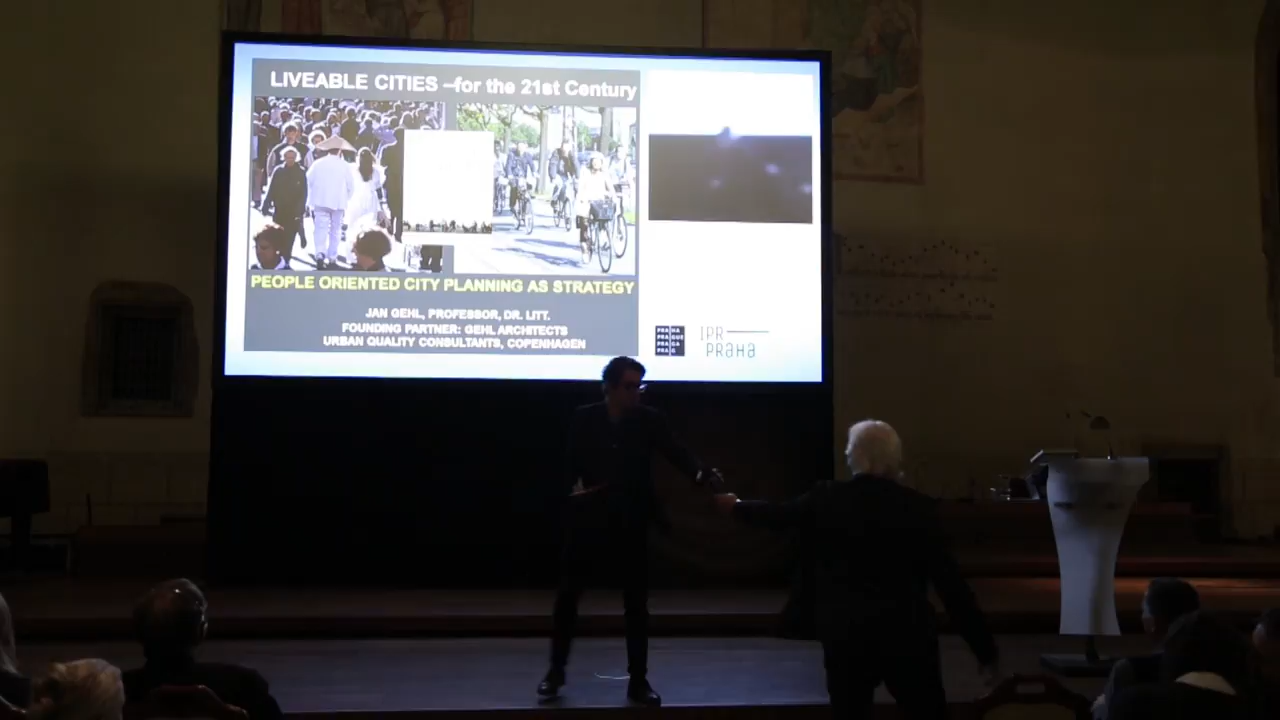 LIVEABLE CITIES –for the 21st Century
PEOPLE ORIENTED CITY PLANNING AS STRATEGY
JAN GEHL, PROFESSOR, DR. LITT.
FOUNDING PARTNER: GEHL ARCHITECTS
URBAN QUALITY CONSULTANTS, COPENHAGEN
PRAHA
PRAGUE
PRAGA
PRAG
IPR
PRAHA